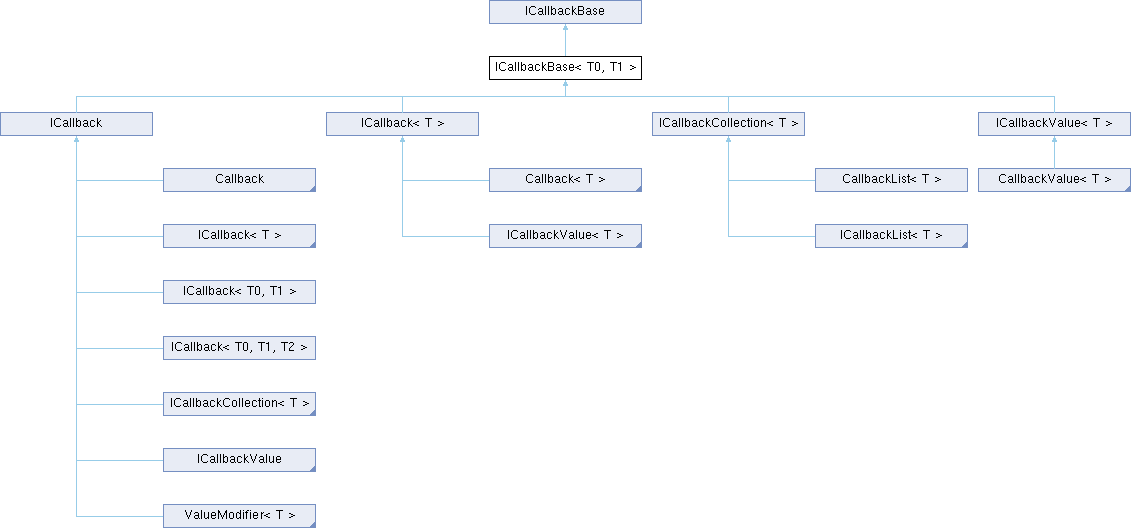 ICallbackBase
ICallbackBase< T0, T1 >
ICallback
ICallback< T >
ICallbackCollection< T >
ICallbackValue< T >
Callback
Callback< T >
CallbackList< T >
CallbackValue< T >
ICallback< T >
ICallbackValue< T >
ICallbackList< T >
ICallback< T0, T1 >
ICallback< T0, T1, T2 >
ICallbackCollection< T >
ICallbackValue
ValueModifier< T >